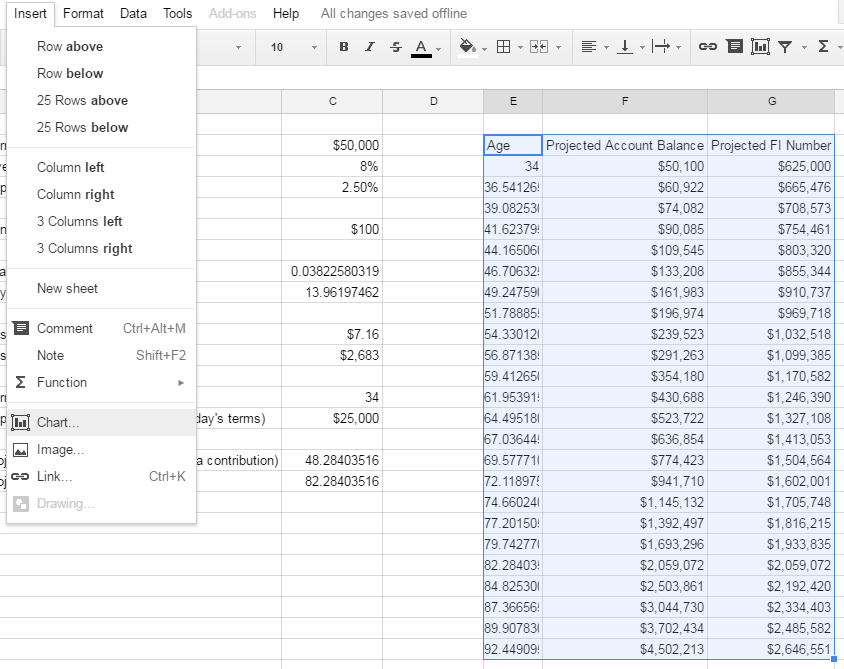 Insert Format Data Tools Add-ons Help All changes saved offline
10 B I S A Σ
Row above
Row below
25 Rows above
25 Rows below
Column left
Column right
3 Columns left
3 Columns right
New sheet
Comment Ctrl+Alt+M
Note Shift+F2
Σ Function
Chart...
Image...
Link... Ctrl+K
Drawing...
C D E F G
$50,000 Age Projected Account Balance Projected FI Number
8% 34 $50,100 $625,000
2.50% 36.54126 $60,922 $665,476
39.08253 $74,082 $708,573
$100 41.62379 $90,085 $754,461
44.16506 $109,545 $803,320
0.03822580319 46.70632 $133,208 $855,344
13.96197462 49.24759 $161,983 $910,737
51.78885 $196,974 $969,718
$7.16 54.33012 $239,523 $1,032,518
$2,683 56.87138 $291,263 $1,099,385
59.41265 $354,180 $1,170,582
34 61.95391 $430,688 $1,246,390
day's terms) $25,000 64.49518 $523,722 $1,327,108
67.03644 $636,854 $1,413,053
a contribution) 48.28403516 69.57771 $774,423 $1,504,564
82.28403516 72.11897 $941,710 $1,602,001
74.66024 $1,145,132 $1,705,748
77.20150 $1,392,497 $1,816,215
79.74277 $1,693,296 $1,933,835
82.28403 $2,059,072 $2,059,072
84.82530 $2,503,861 $2,192,420
87.36656 $3,044,730 $2,334,403
89.90783 $3,702,434 $2,485,582
92.44909 $4,502,213 $2,646,551